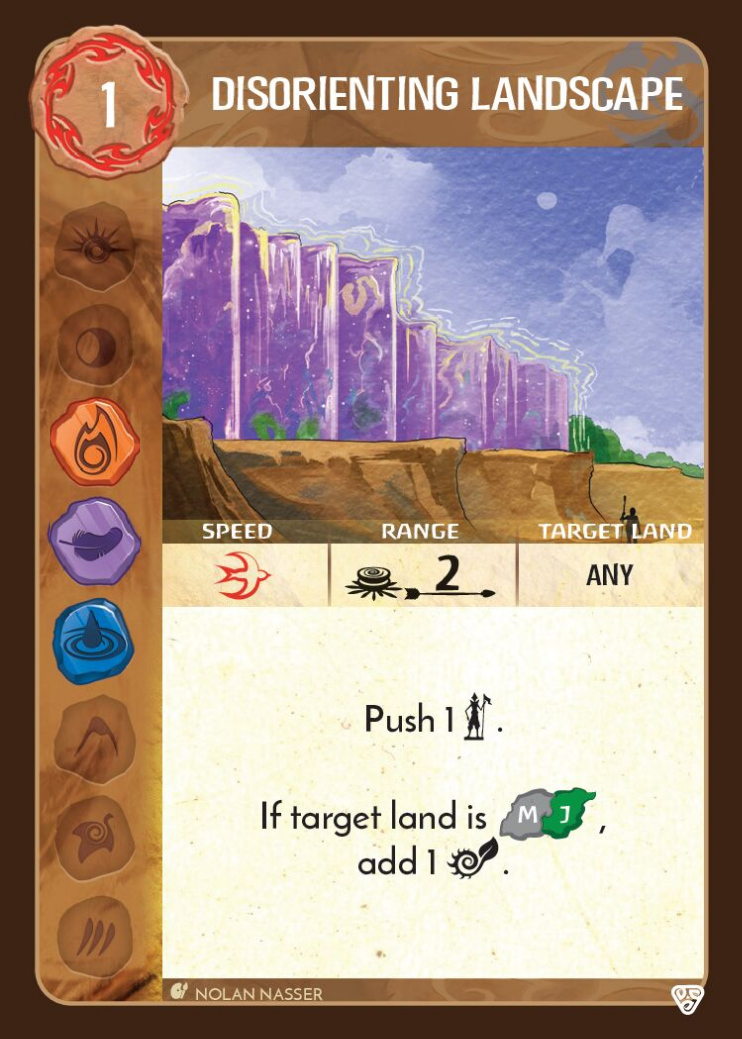 1
DISORIENTING LANDSCAPE
SPEED RANGE TARGET LAND
2 ANY
Push 1 .
If target land is M J ,
add 1 .
NOLAN NASSER